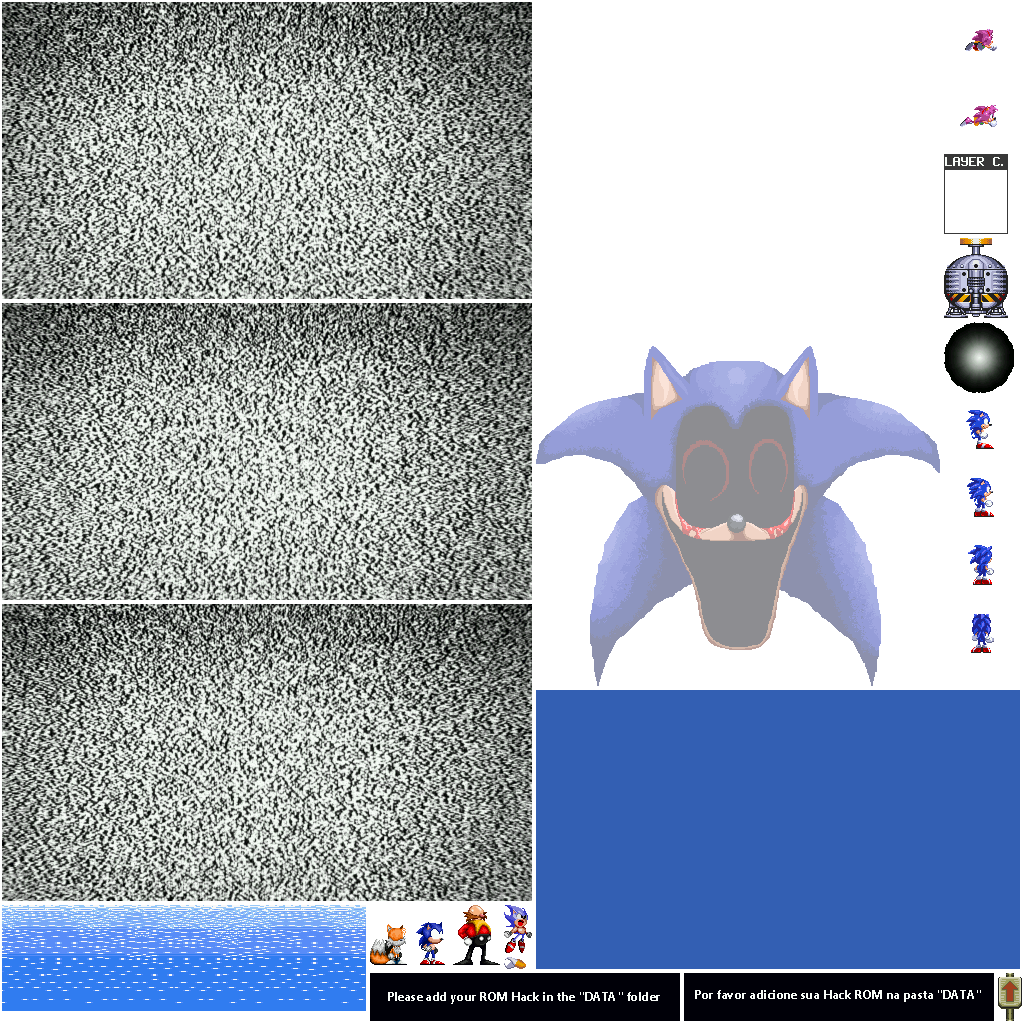 LAYER C.
Please add your ROM Hack in the "DATA" folder
Por favor adicione sua Hack ROM na pasta "DATA"